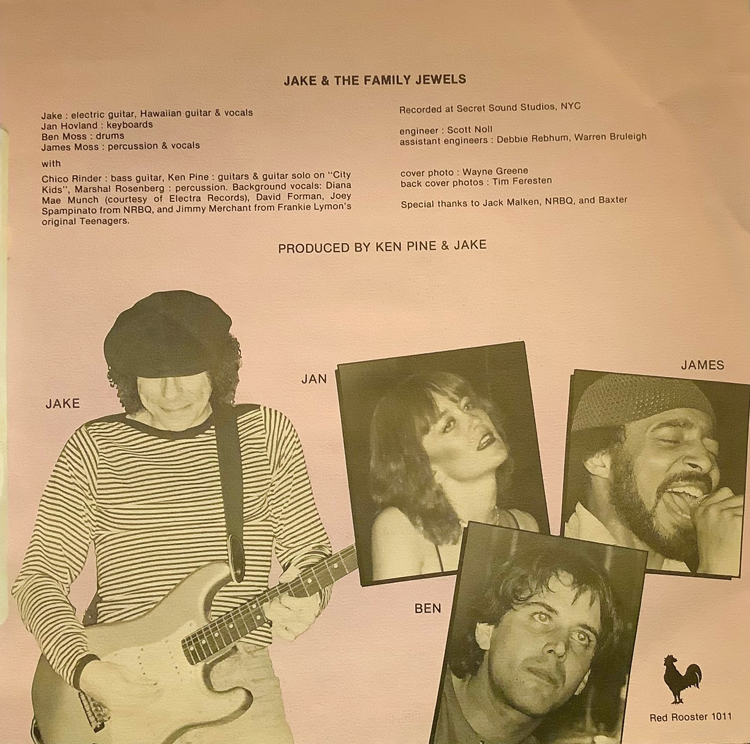 JAKE & THE FAMILY JEWELS
Jake : electric guitar, Hawaiian guitar & vocals
Jan Hovland : keyboards
Ben Moss : drums
James Moss : percussion & vocals
with
Chico Rinder : bass guitar, Ken Pine : guitars & guitar solo on "City
Kids", Marshal Rosenberg : percussion. Background vocals: Diana
Mae Munch (courtesy of Electra Records), David Forman, Joey
Spampinato from NRBQ, and Jimmy Merchant from Frankie Lymon's
original Teenagers.
Recorded at Secret Sound Studios, NYC
engineer : Scott Noll
assistant engineers : Debbie Rebhum, Warren Bruleigh
cover photo : Wayne Greene
back cover photos : Tim Feresten
Special thanks to Jack Malken, NRBQ, and Baxter
PRODUCED BY KEN PINE & JAKE
JAKE
JAN
JAMES
BEN
Red Rooster 1011